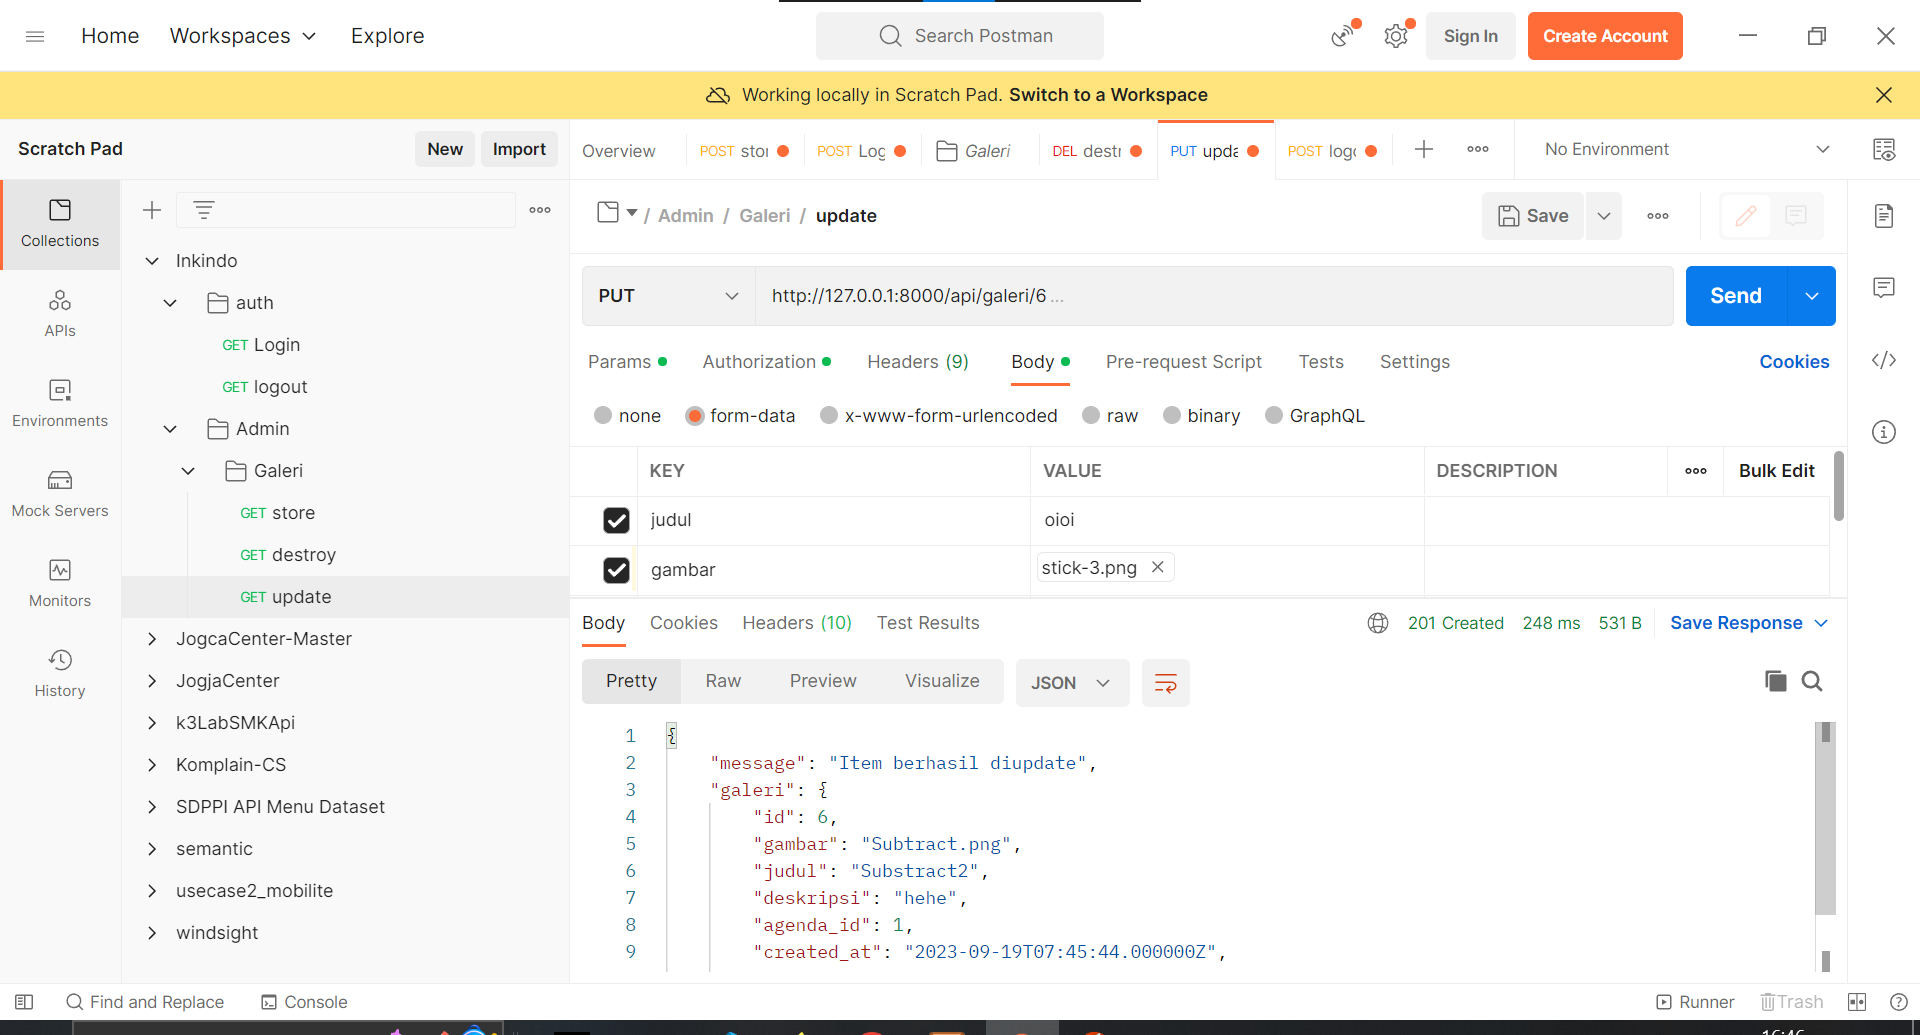 Home
Workspaces
Explore
Search Postman
Sign In
Create Account
Working locally in Scratch Pad. Switch to a Workspace
Scratch Pad
New
Import
Overview
POST stor
POST Log
Galeri
DEL destr
PUT upda
POST logo
No Environment
Collections
APIs
Environments
Mock Servers
Monitors
History
Inkindo
auth
GET Login
GET logout
Admin
Galeri
GET store
GET destroy
GET update
JogcaCenter-Master
JogjaCenter
k3LabSMKApi
Komplain-CS
SDPPI API Menu Dataset
semantic
usecase2_mobilite
windsight
/ Admin / Galeri / update
Save
PUT
http://127.0.0.1:8000/api/galeri/6 ...
Send
Params
Authorization
Headers (9)
Body
Pre-request Script
Tests
Settings
Cookies
none
form-data
x-www-form-urlencoded
raw
binary
GraphQL
KEY
VALUE
DESCRIPTION
Bulk Edit
judul
oioi
gambar
stick-3.png
Body
Cookies
Headers (10)
Test Results
201 Created
248 ms
531 B
Save Response
Pretty
Raw
Preview
Visualize
JSON
1 {
2 "message": "Item berhasil diupdate",
3 "galeri": {
4 "id": 6,
5 "gambar": "Subtract.png",
6 "judul": "Substract2",
7 "deskripsi": "hehe",
8 "agenda_id": 1,
9 "created_at": "2023-09-19T07:45:44.000000Z",
Find and Replace
Console
Runner
Trash